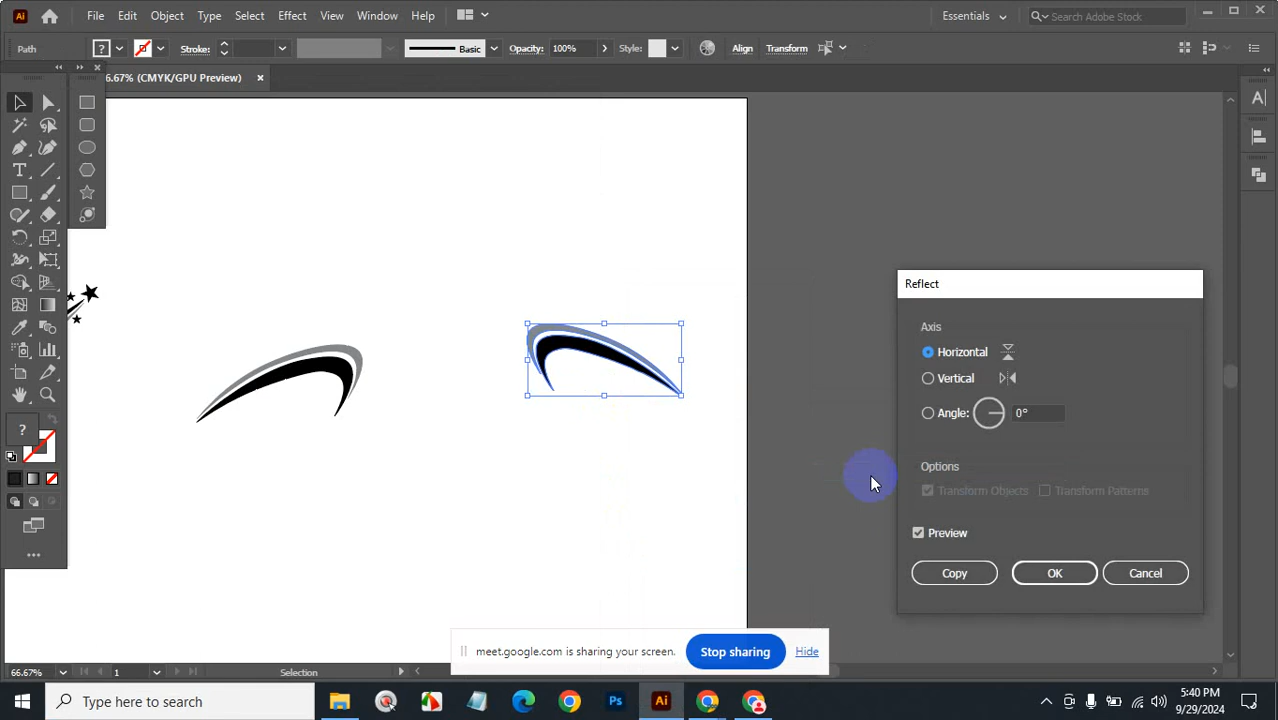 Ai File Edit Object Type Select Effect View Window Help Essentials Search Adobe Stock
Path ? Stroke: Basic Opacity: 100% Style: Align Transform
6.67% (CMYK/GPU Preview)
A
T
?
Reflect
Axis
Horizontal
Vertical
Angle: 0°
Options
Transform Objects Transform Patterns
Preview
Copy OK Cancel
meet.google.com is sharing your screen. Stop sharing Hide
66.67% 1 Selection
Type here to search Ps Ai 5:40 PM
9/29/2024